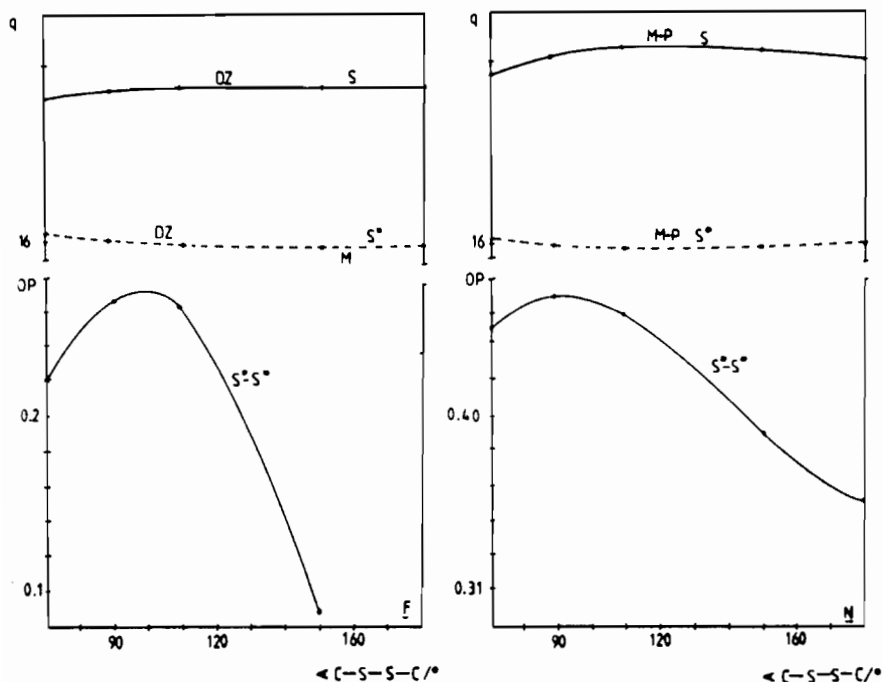 q
DZ S
16
DZ S*
M
OP
S*-S*
0.2
0.1
F
90 120 160
∢ C-S-S-C/°
q
M-P S
16
M-P S*
OP
S*-S*
0.40
0.31
N
90 120 160
∢ C-S-S-C/°